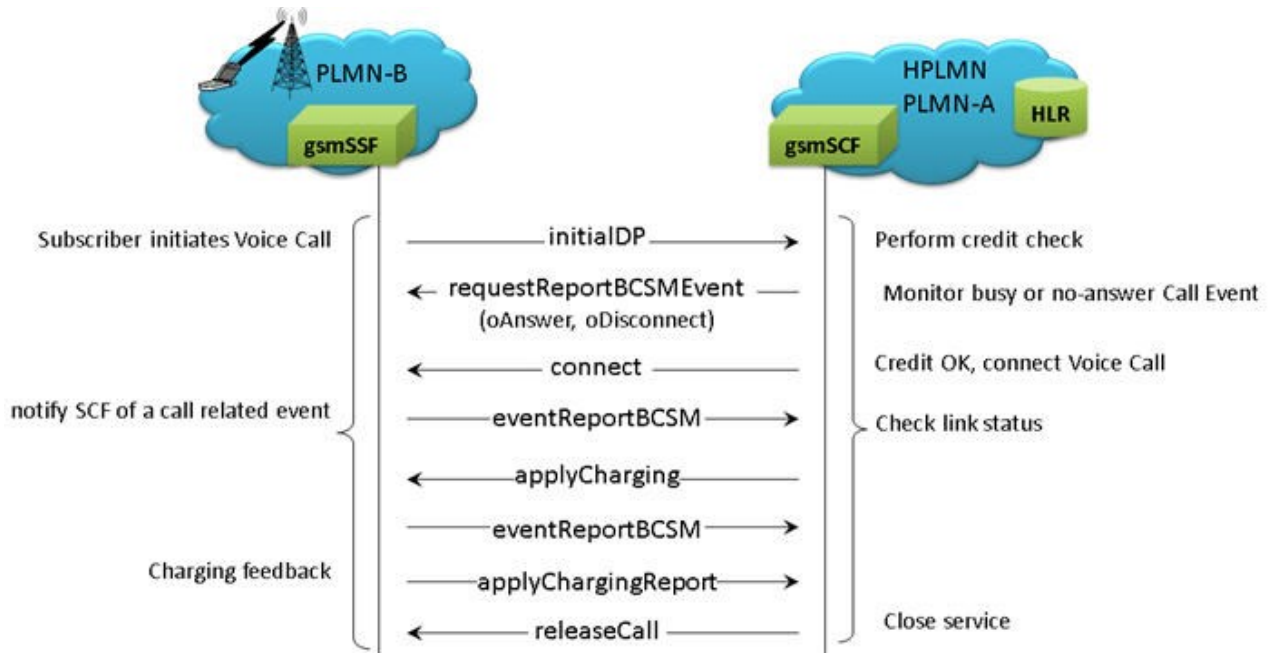 PLMN-B
HPLMN
PLMN-A
HLR
gsmSSF
gsmSCF
Subscriber initiates Voice Call
initialDP
Perform credit check
requestReportBCSMEvent
(oAnswer, oDisconnect)
Monitor busy or no-answer Call Event
connect
Credit OK, connect Voice Call
notify SCF of a call related event
eventReportBCSM
Check link status
applyCharging
eventReportBCSM
Charging feedback
applyChargingReport
releaseCall
Close service